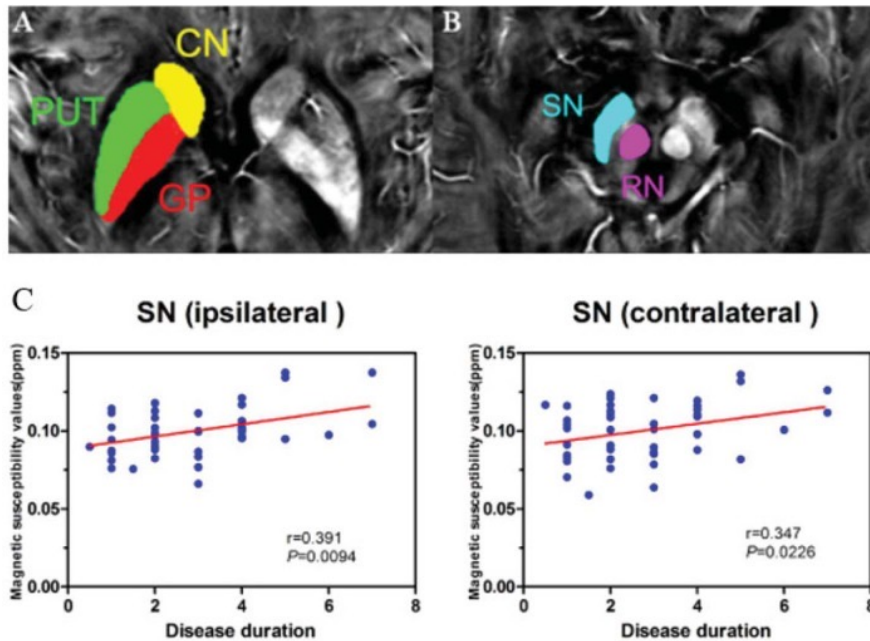 A
CN
PUT
GP
B
SN
RN
C
SN (ipsilateral )
Magnetic susceptibility values(ppm)
0.15
0.10
0.05
0.00
r=0.391
P=0.0094
0 2 4 6 8
Disease duration
SN (contralateral )
Magnetic susceptibility values(ppm)
0.15
0.10
0.05
0.00
r=0.347
P=0.0226
0 2 4 6 8
Disease duration